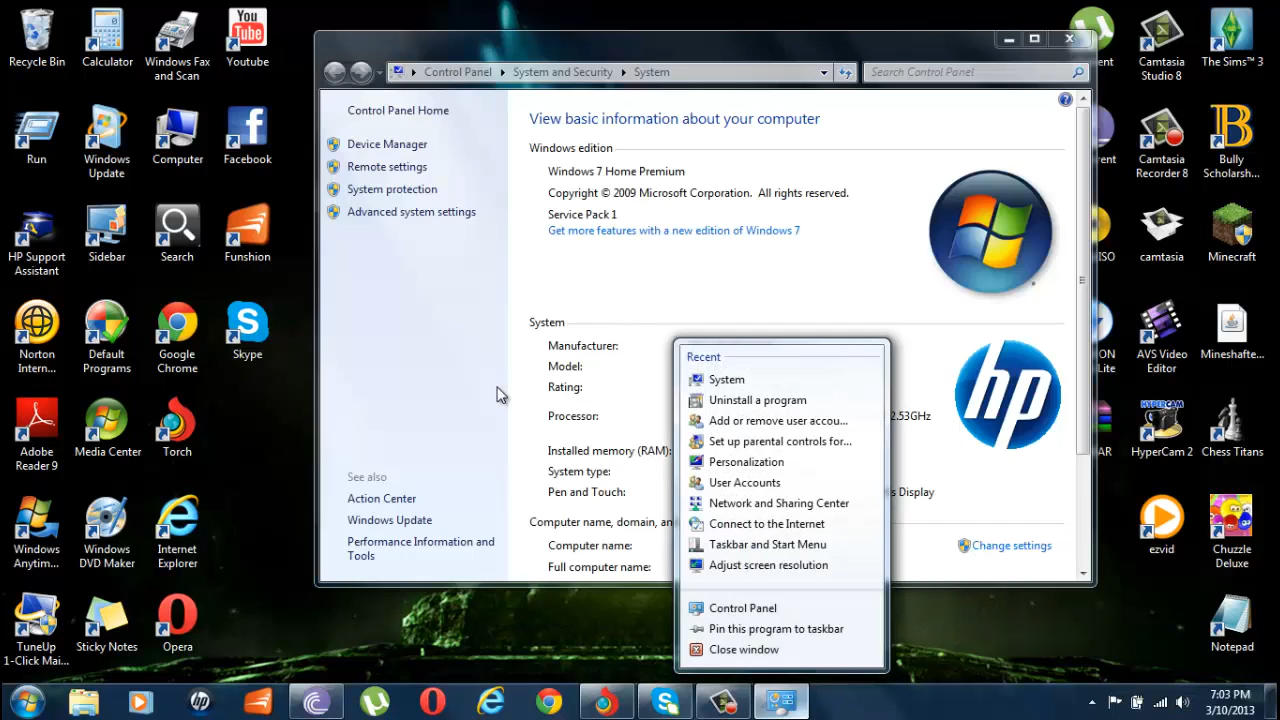 Recycle Bin
Calculator
Windows Fax
and Scan
You
Tube
Youtube
Run
Windows
Update
Computer
Facebook
HP Support
Assistant
Sidebar
Search
Funshion
Norton
Intern...
Default
Programs
Google
Chrome
Skype
Adobe
Reader 9
Media Center
Torch
Windows
Anytim...
Windows
DVD Maker
Internet
Explorer
TuneUp
1-Click Mai...
Sticky Notes
Opera
Control Panel
System and Security
System
Search Control Panel
Control Panel Home
Device Manager
Remote settings
System protection
Advanced system settings
See also
Action Center
Windows Update
Performance Information and
Tools
View basic information about your computer
Windows edition
Windows 7 Home Premium
Copyright © 2009 Microsoft Corporation. All rights reserved.
Service Pack 1
Get more features with a new edition of Windows 7
System
Manufacturer:
Model:
Rating:
Processor:
2.53GHz
Installed memory (RAM):
System type:
Pen and Touch:
s Display
Computer name, domain, an
Computer name:
Change settings
Full computer name:
hp
Recent
System
Uninstall a program
Add or remove user accou...
Set up parental controls for...
Personalization
User Accounts
Network and Sharing Center
Connect to the Internet
Taskbar and Start Menu
Adjust screen resolution
Control Panel
Pin this program to taskbar
Close window
ent
Camtasia
Studio 8
The Sims™ 3
ent
Camtasia
Recorder 8
Bully
Scholarsh...
ISO
camtasia
Minecraft
ON
Lite
AVS Video
Editor
Mineshafte...
AR
HYPERCAM
HyperCam 2
Chess Titans
ezvid
Chuzzle
Deluxe
Notepad
7:03 PM
3/10/2013